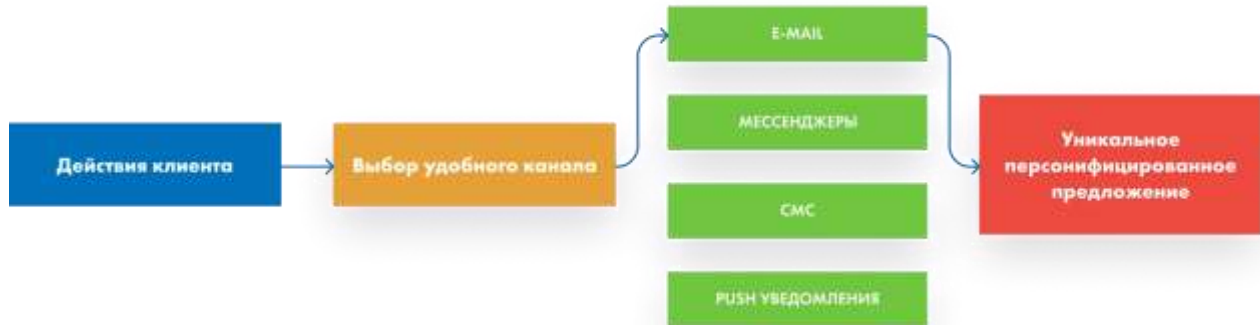 Действия клиента
Выбор удобного канала
E-MAIL
МЕССЕНДЖЕРЫ
СМС
PUSH УВЕДОМЛЕНИЯ
Уникальное
персонифицированное
предложение